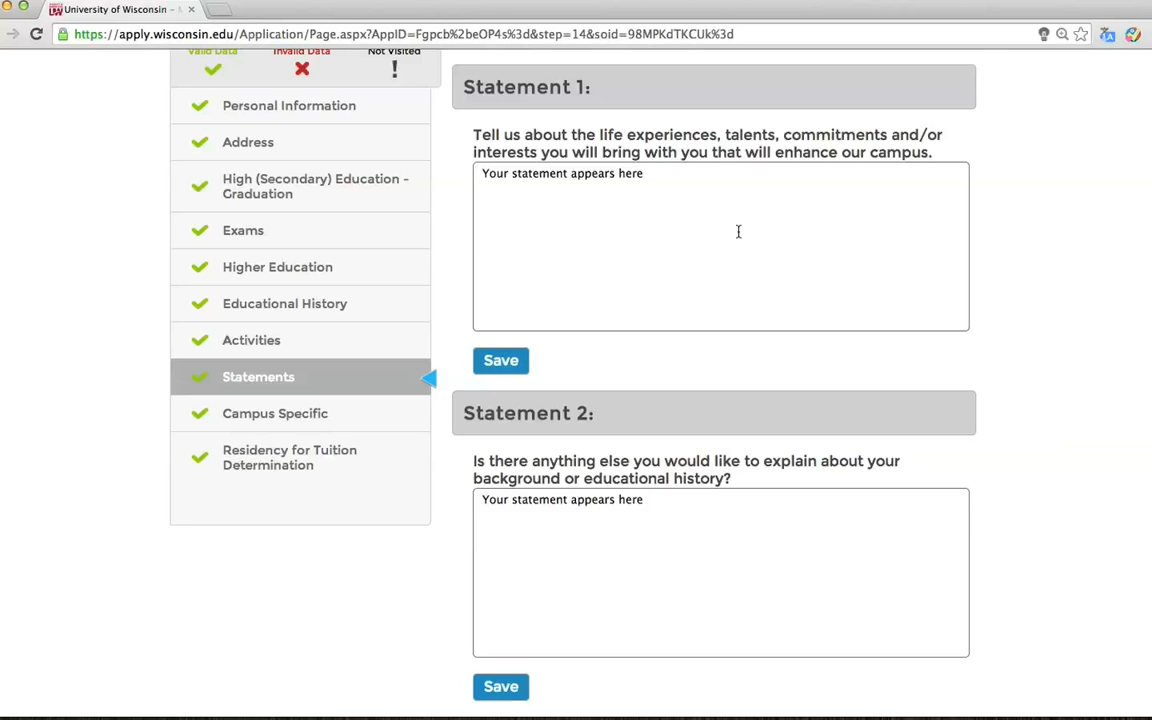 University of Wisconsin –
https://apply.wisconsin.edu/Application/Page.aspx?AppID=Fgpcb%2beOP4s%3d&step=14&soid=98MPKdTKCUk%3d
Valid Data
Invalid Data
Not Visited
!
Personal Information
Address
High (Secondary) Education -
Graduation
Exams
Higher Education
Educational History
Activities
Statements
Campus Specific
Residency for Tuition
Determination
Statement 1:
Tell us about the life experiences, talents, commitments and/or
interests you will bring with you that will enhance our campus.
Your statement appears here
Save
Statement 2:
Is there anything else you would like to explain about your
background or educational history?
Your statement appears here
Save